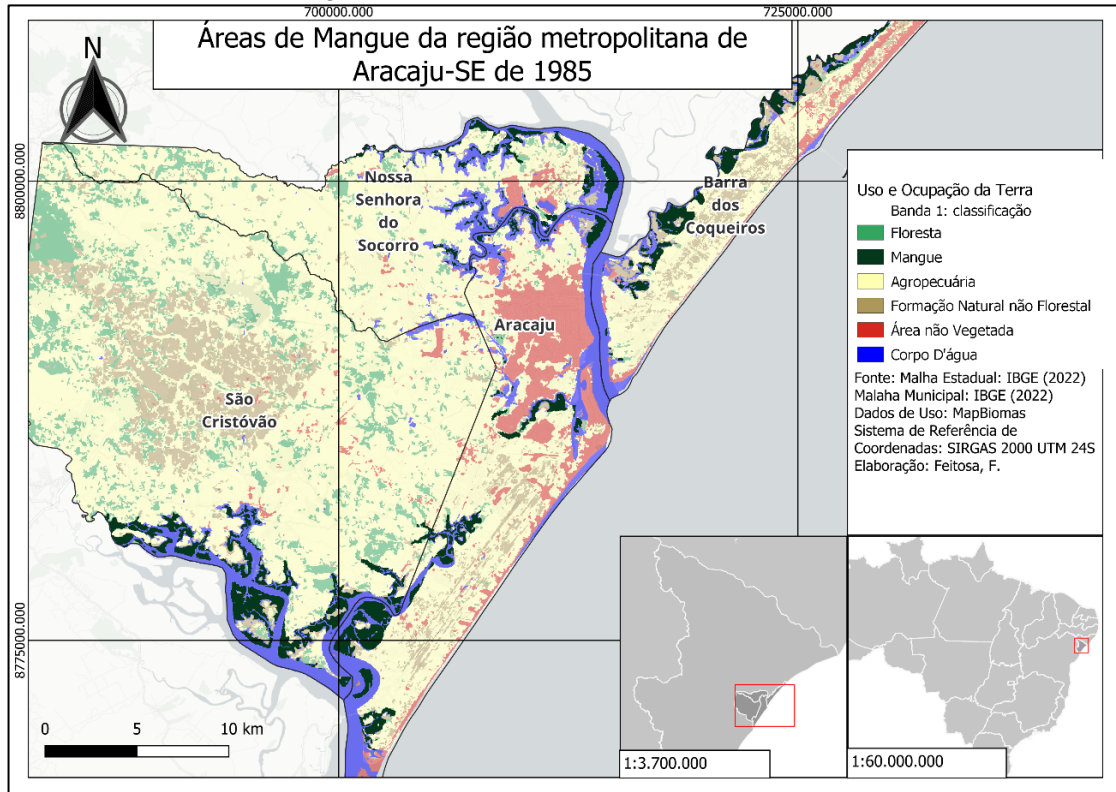 700000.000
725000.000
Áreas de Mangue da região metropolitana de
Aracaju-SE de 1985
N
8800000.000
8775000.000
Nossa
Senhora
do
Socorro
Barra
dos
Coqueiros
Aracaju
São
Cristóvão
0 5 10 km
Uso e Ocupação da Terra
Banda 1: classificação
Floresta
Mangue
Agropecuária
Formação Natural não Florestal
Área não Vegetada
Corpo D'água
Fonte: Malha Estadual: IBGE (2022)
Malaha Municipal: IBGE (2022)
Dados de Uso: MapBiomas
Sistema de Referência de
Coordenadas: SIRGAS 2000 UTM 24S
Elaboração: Feitosa, F.
1:3.700.000
1:60.000.000